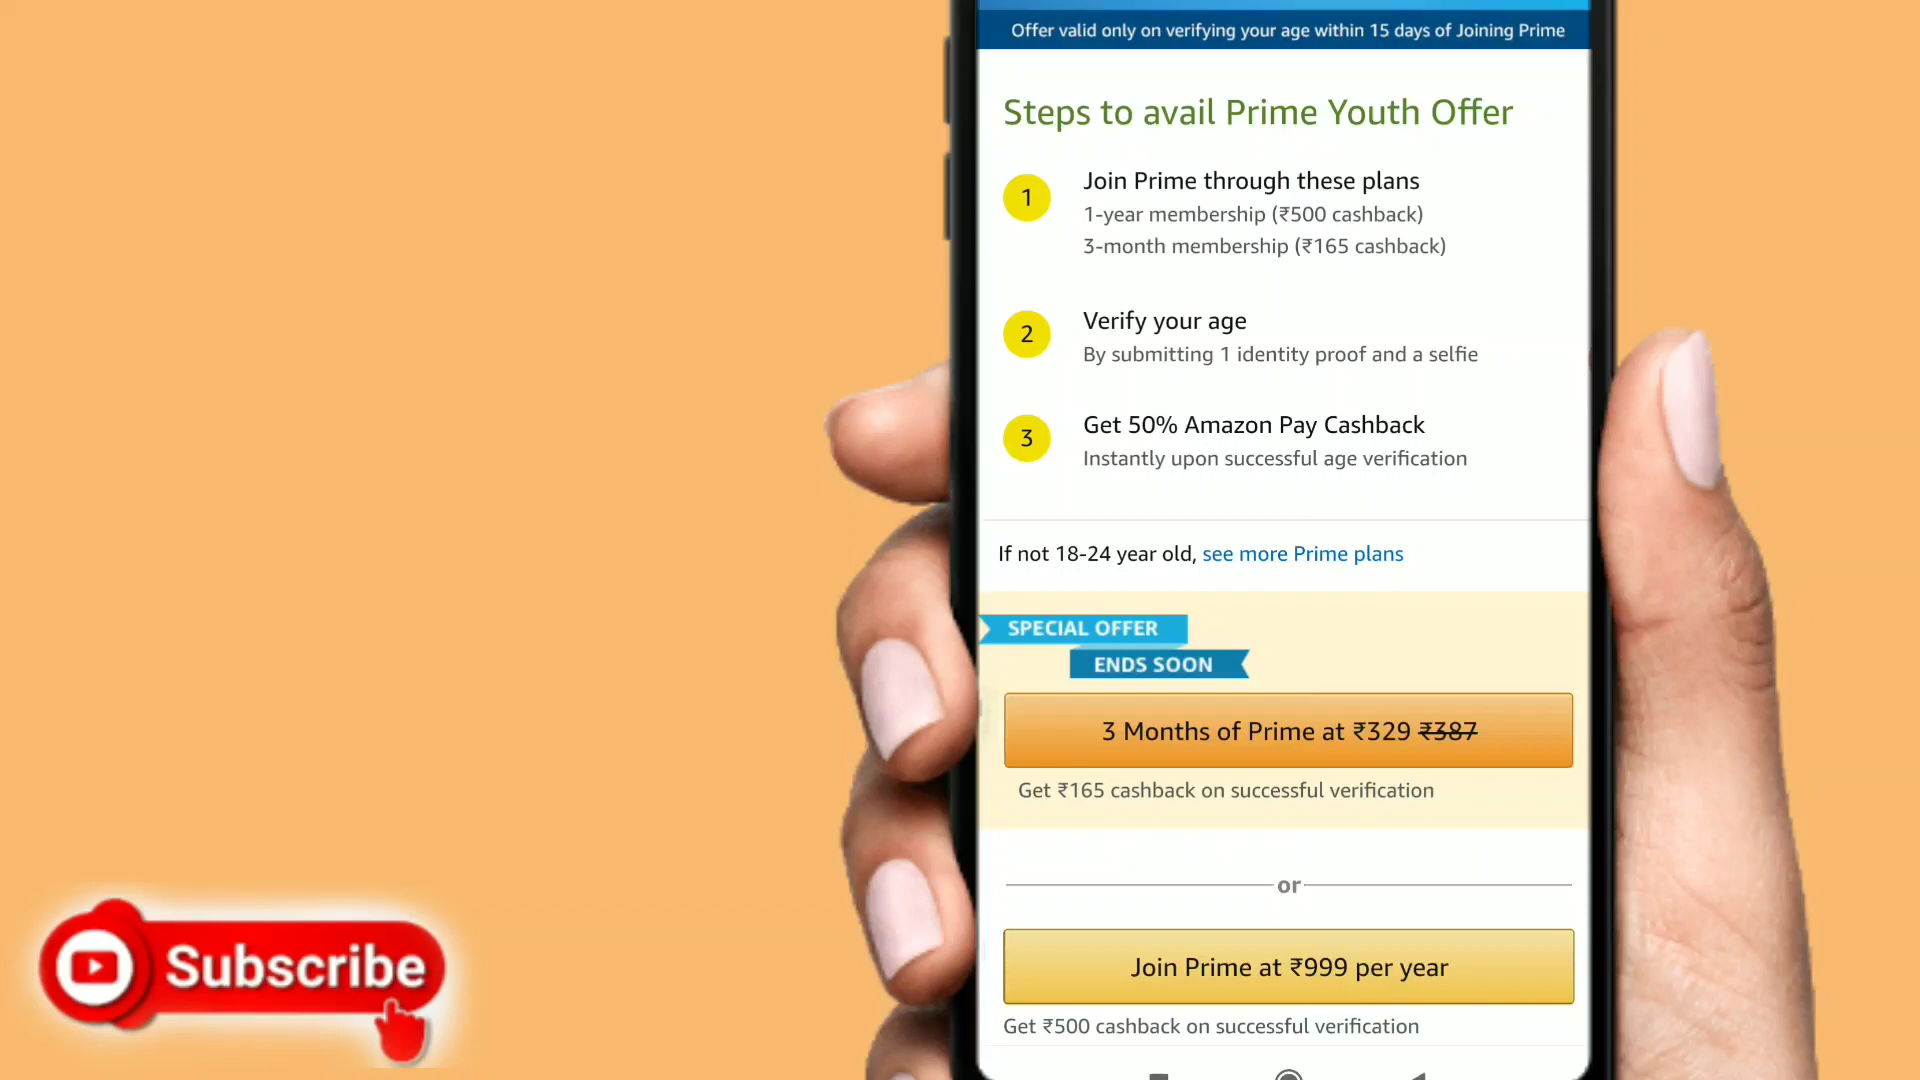 Offer valid only on verifying your age within 15 days of Joining Prime
Steps to avail Prime Youth Offer
1
Join Prime through these plans
1-year membership (₹500 cashback)
3-month membership (₹165 cashback)
2
Verify your age
By submitting 1 identity proof and a selfie
3
Get 50% Amazon Pay Cashback
Instantly upon successful age verification
If not 18-24 year old, see more Prime plans
SPECIAL OFFER
ENDS SOON
3 Months of Prime at ₹329 ₹387
Get ₹165 cashback on successful verification
or
Join Prime at ₹999 per year
Get ₹500 cashback on successful verification
Subscribe